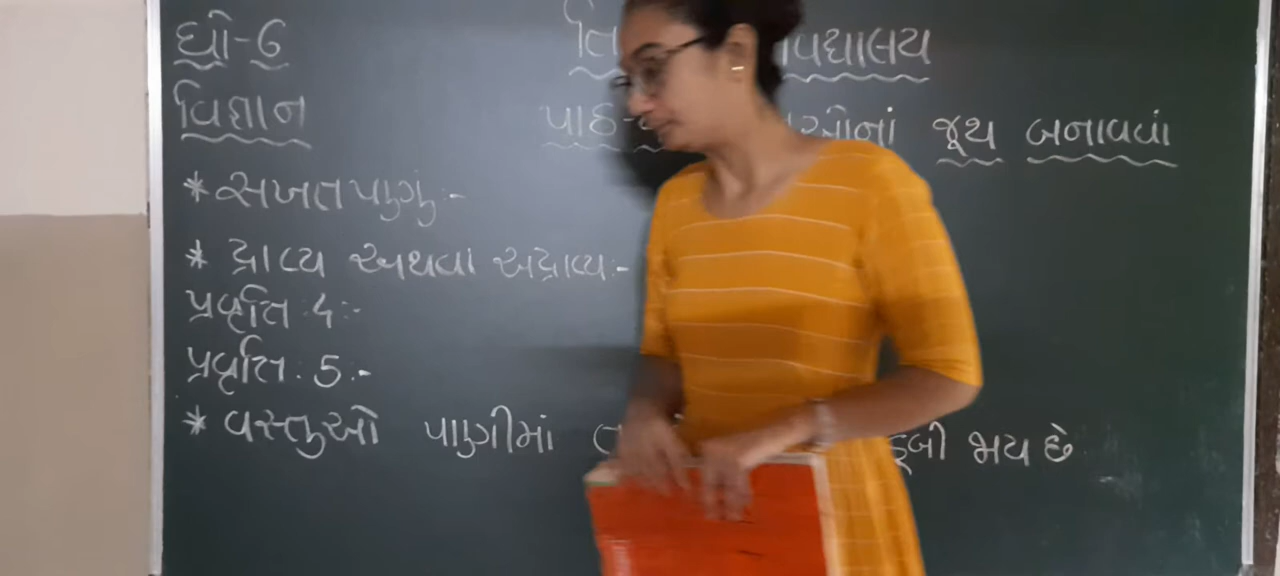 ધો-6 વિદ્યાલય
વિજ્ઞાન પાઠ- જૂથ બનાવવાં
* સખતપણું:-
* દ્રાવ્ય અથવા અદ્રાવ્ય:-
પ્રવૃત્તિ:4:-
પ્રવૃત્તિ:5:-
* વસ્તુઓ પાણીમાં ડૂબી જાય છે